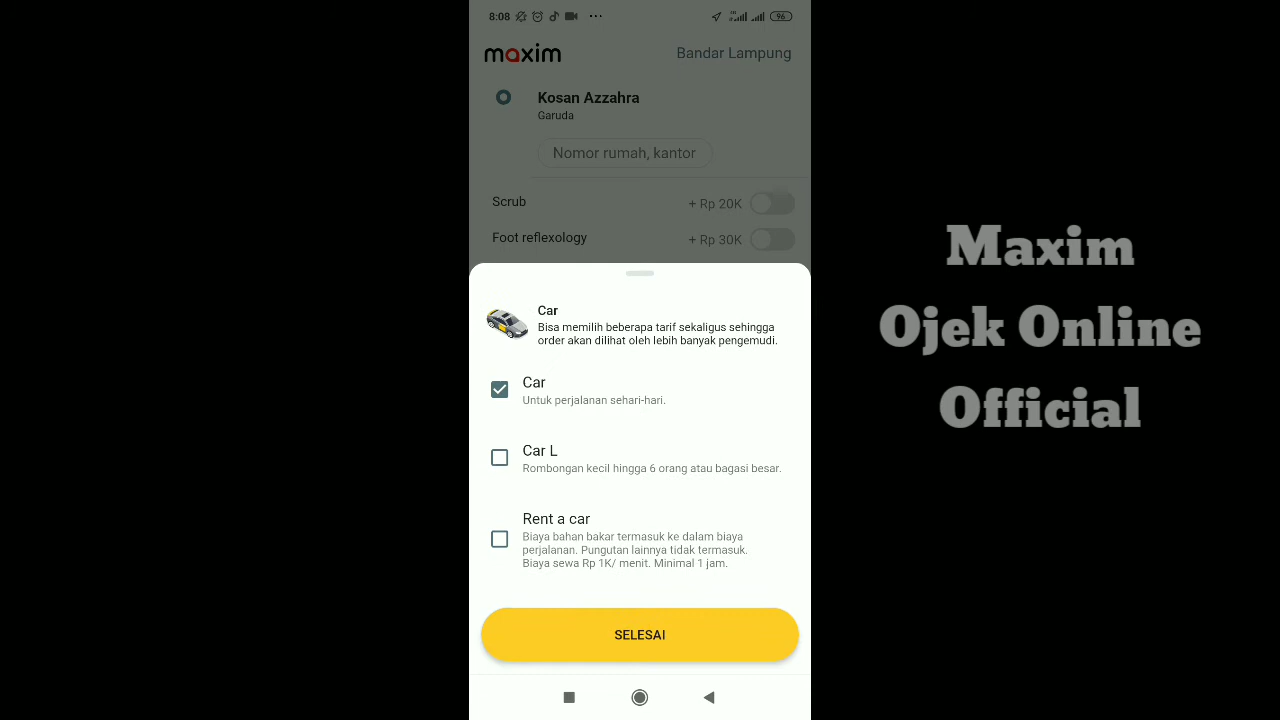 8:08
96
maxim
Bandar Lampung
Kosan Azzahra
Garuda
Nomor rumah, kantor
Scrub + Rp 20K
Foot reflexology + Rp 30K
Car
Bisa memilih beberapa tarif sekaligus sehingga
order akan dilihat oleh lebih banyak pengemudi.
Car
Untuk perjalanan sehari-hari.
Car L
Rombongan kecil hingga 6 orang atau bagasi besar.
Rent a car
Biaya bahan bakar termasuk ke dalam biaya
perjalanan. Pungutan lainnya tidak termasuk.
Biaya sewa Rp 1K/ menit. Minimal 1 jam.
SELESAI
Maxim
Ojek Online
Official